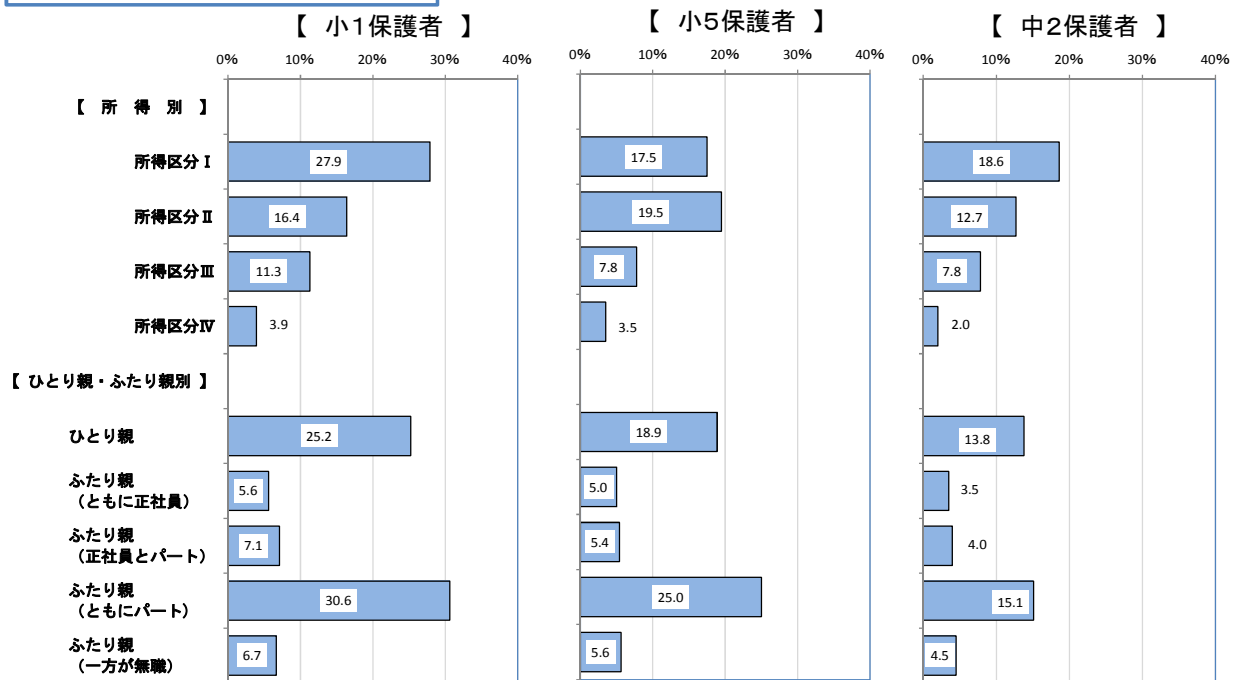 【 小1保護者 】
【 小5保護者 】
【 中2保護者 】
0% 10% 20% 30% 40%
0% 10% 20% 30% 40%
0% 10% 20% 30% 40%
【 所 得 別 】
所得区分Ⅰ 27.9 17.5 18.6
所得区分Ⅱ 16.4 19.5 12.7
所得区分Ⅲ 11.3 7.8 7.8
所得区分Ⅳ 3.9 3.5 2.0
【 ひとり親・ふたり親別 】
ひとり親 25.2 18.9 13.8
ふたり親
(ともに正社員) 5.6 5.0 3.5
ふたり親
(正社員とパート) 7.1 5.4 4.0
ふたり親
(ともにパート) 30.6 25.0 15.1
ふたり親
(一方が無職) 6.7 5.6 4.5